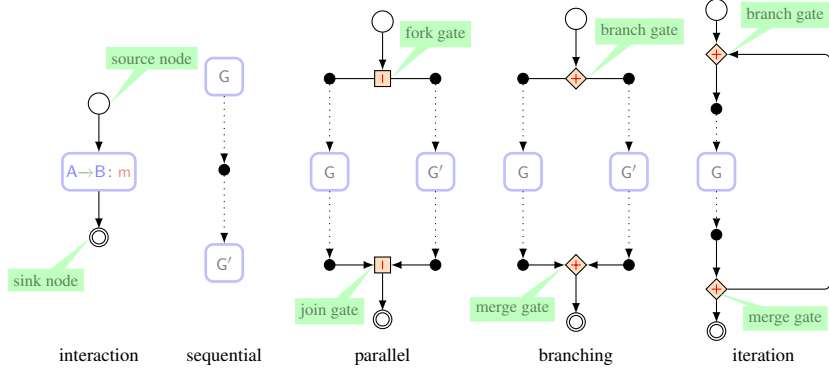 source node
A→B: m
sink node
interaction
G
G′
sequential
fork gate
|
G
G′
|
join gate
parallel
branch gate
+
G
G′
+
merge gate
branching
branch gate
+
G
+
merge gate
iteration